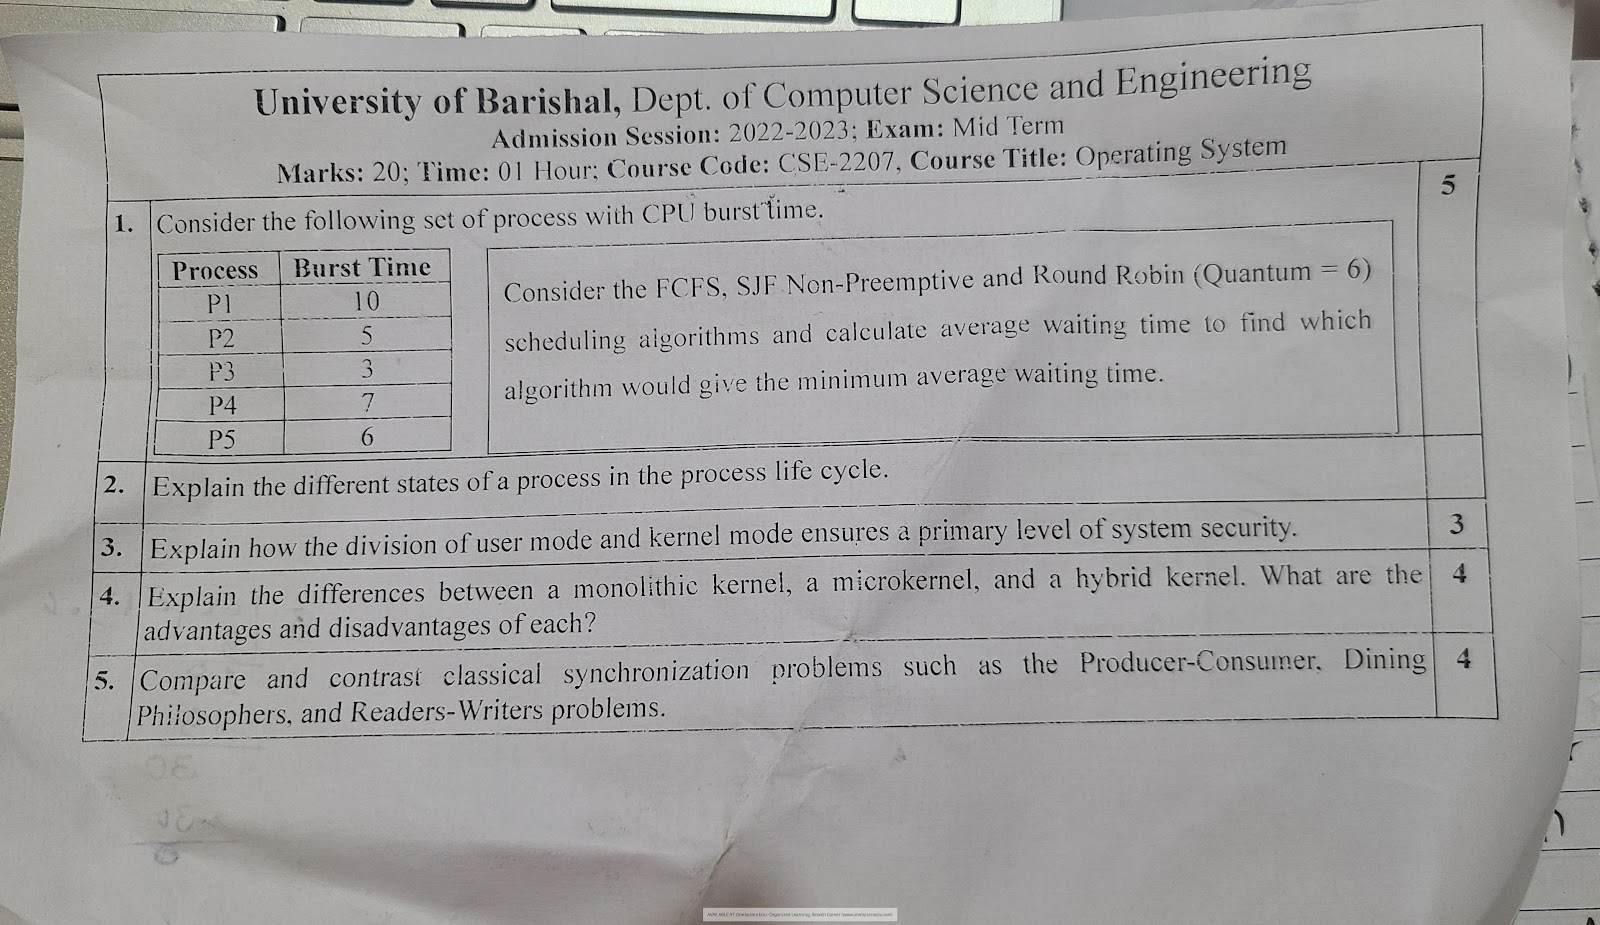 University of Barishal, Dept. of Computer Science and Engineering
Admission Session: 2022-2023; Exam: Mid Term
Marks: 20; Time: 01 Hour; Course Code: CSE-2207, Course Title: Operating System
1. Consider the following set of process with CPU burst time. 5
Process Burst Time
P1 10
P2 5
P3 3
P4 7
P5 6
Consider the FCFS, SJF Non-Preemptive and Round Robin (Quantum = 6)
scheduling algorithms and calculate average waiting time to find which
algorithm would give the minimum average waiting time.
2. Explain the different states of a process in the process life cycle.
3. Explain how the division of user mode and kernel mode ensures a primary level of system security. 3
4. Explain the differences between a monolithic kernel, a microkernel, and a hybrid kernel. What are the 4
advantages and disadvantages of each?
5. Compare and contrast classical synchronization problems such as the Producer-Consumer, Dining 4
Philosophers, and Readers-Writers problems.